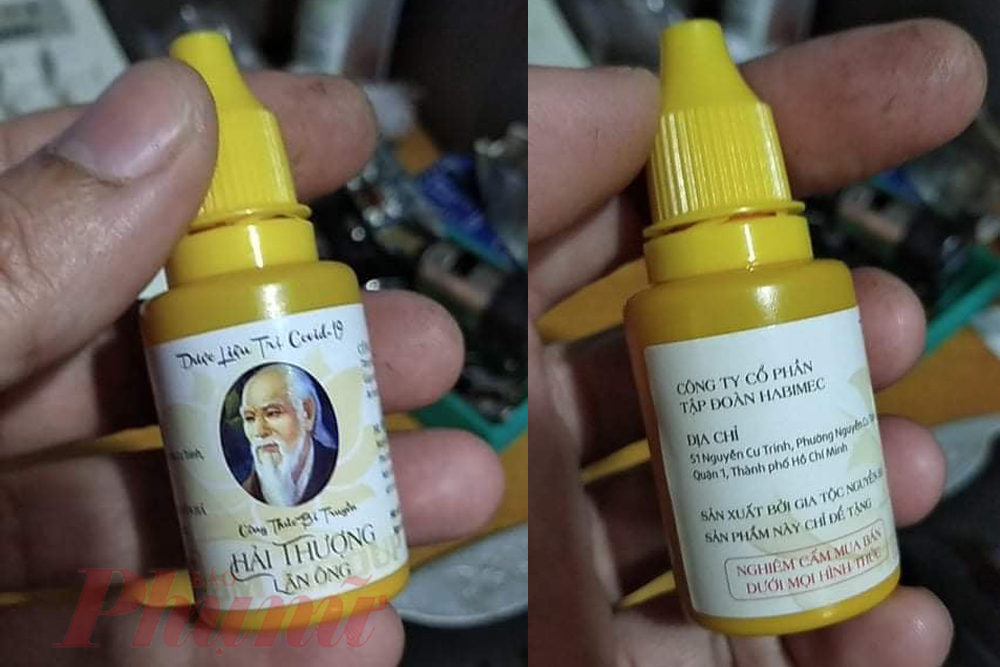 Dược Liệu Trị Covid-19
Công Thức Bí Truyền
HẢI THƯỢNG
LÃN ÔNG
BÁO
Phụ nữ
CÔNG TY CỔ PHẦN
TẬP ĐOÀN HABIMEC
ĐỊA CHỈ
51 Nguyễn Cư Trinh, Phường Nguyễn Cư
Quận 1, Thành phố Hồ Chí Minh
SẢN XUẤT BỞI GIA TỘC NGUYỄN
SẢN PHẨM NÀY CHỈ ĐỂ TẶNG
NGHIÊM CẤM MUA BÁN
DƯỚI MỌI HÌNH THỨC